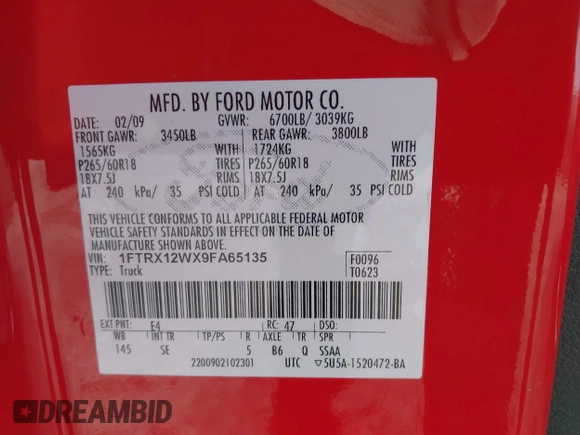 MFD. BY FORD MOTOR CO.
DATE: 02/09 GVWR: 6700LB/ 3039KG
FRONT GAWR: 3450LB REAR GAWR: 3800LB
1565KG WITH 1724KG WITH
P265/60R18 TIRES P265/60R18 TIRES
18X7.5J RIMS 18X7.5J RIMS
AT 240 kPa/ 35 PSI COLD AT 240 kPa/ 35 PSI COLD
THIS VEHICLE CONFORMS TO ALL APPLICABLE FEDERAL MOTOR
VEHICLE SAFETY STANDARDS IN EFFECT ON THE DATE OF
MANUFACTURE SHOWN ABOVE.
VIN: 1FTRX12WX9FA65135 F0096
TYPE: Truck T0623
EXT PNT: E4 RC: 47 DSO:
WB INT TR TP/PS R AXLE TR SPR
145 SE 5 B6 Q SSAA
2200902102301 UTC ▽5U5A-1520472-BA
Ford
DREAMBID